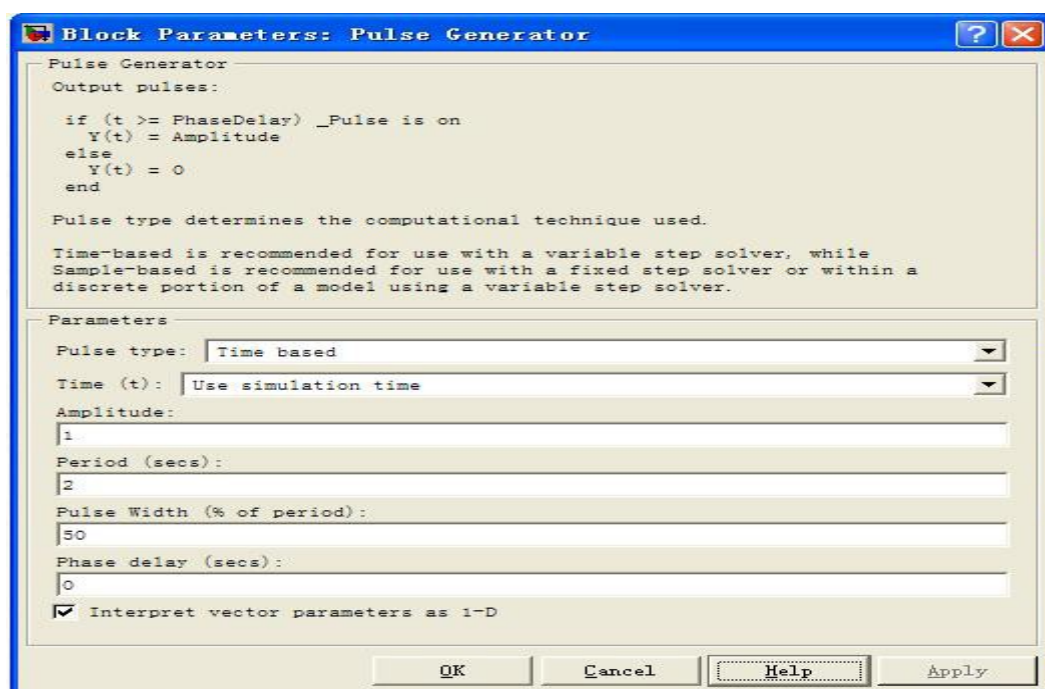 Block Parameters: Pulse Generator
Pulse Generator
Output pulses:
if (t >= PhaseDelay) _Pulse is on
Y(t) = Amplitude
else
Y(t) = 0
end
Pulse type determines the computational technique used.
Time-based is recommended for use with a variable step solver, while
Sample-based is recommended for use with a fixed step solver or within a
discrete portion of a model using a variable step solver.
Parameters
Pulse type: Time based
Time (t): Use simulation time
Amplitude:
1
Period (secs):
2
Pulse Width (% of period):
50
Phase delay (secs):
0
Interpret vector parameters as 1-D
OK Cancel Help Apply